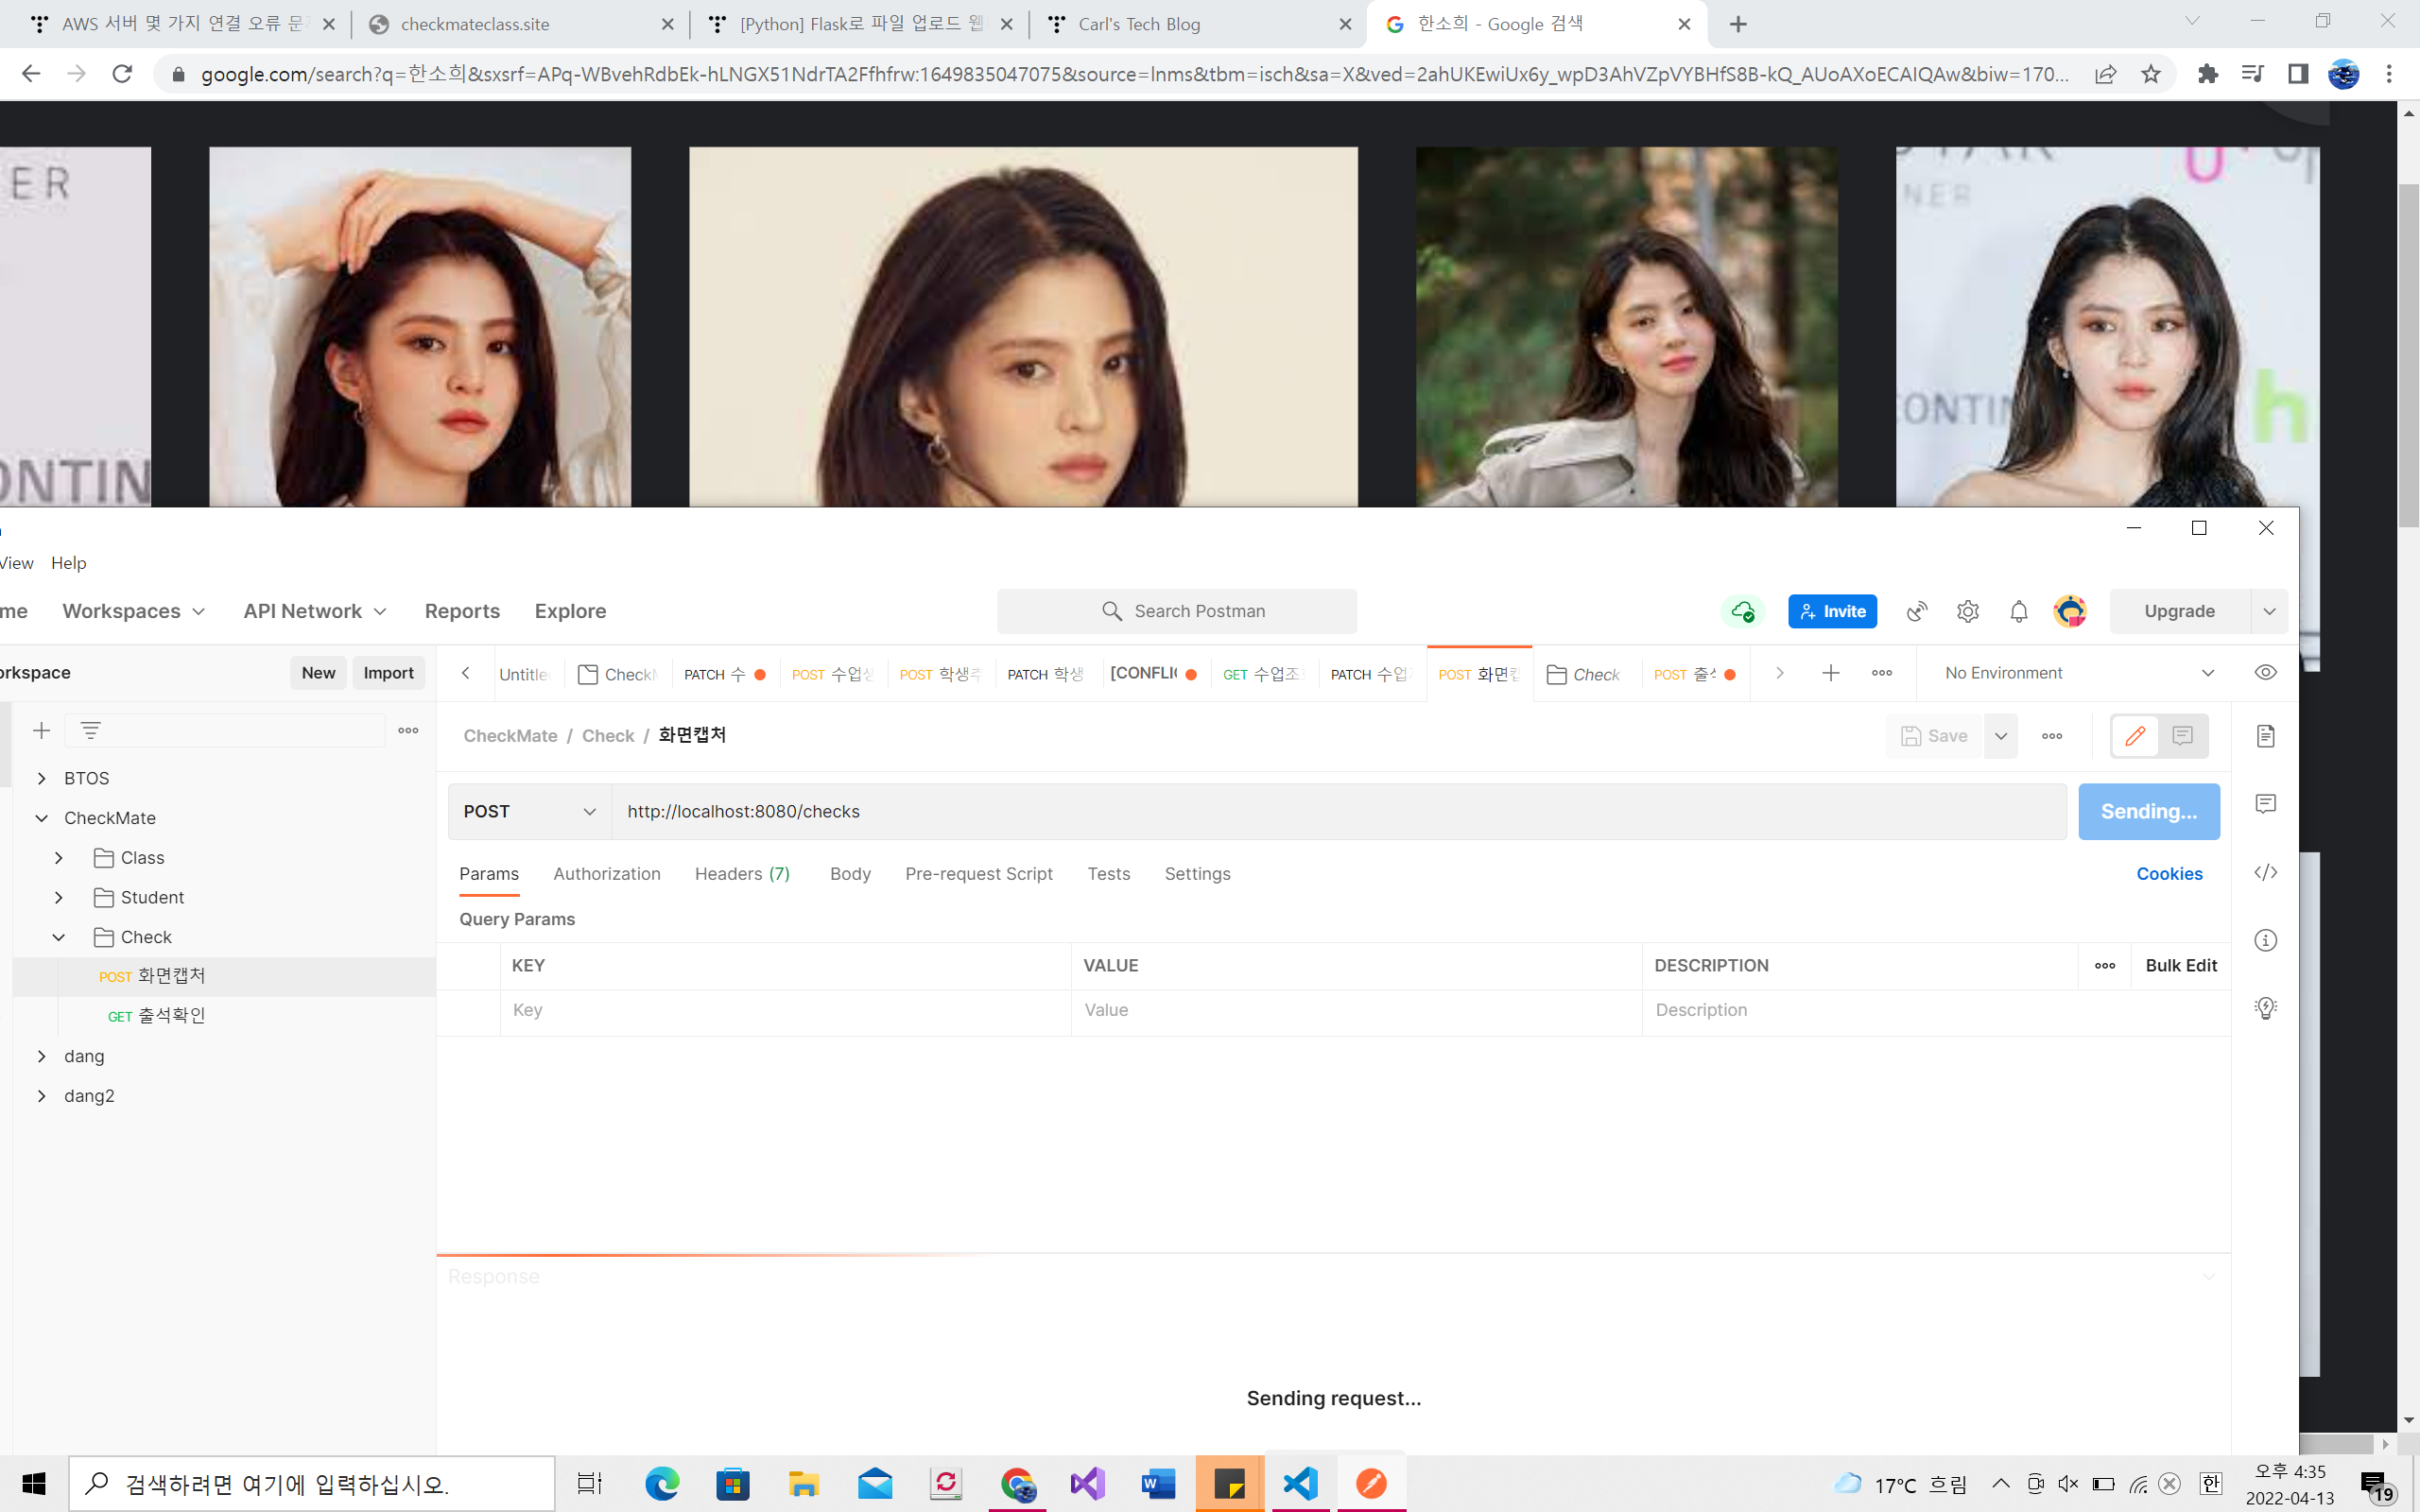 AWS 서버 몇 가지 연결 오류 문
checkmateclass.site
[Python] Flask로 파일 업로드 웹
Carl's Tech Blog
한소희 - Google 검색
google.com/search?q=한소희&sxsrf=APq-WBvehRdbEk-hLNGX51NdrTA2Ffhfrw:1649835047075&source=lnms&tbm=isch&sa=X&ved=2ahUKEwiUx6y_wpD3AhVZpVYBHfS8B-kQ_AUoAXoECAIQAw&biw=170...
ER
ONTIN
NER
CONTIN
h
View Help
me Workspaces API Network Reports Explore
Search Postman
Invite
Upgrade
orkspace New Import
Untitle CheckM PATCH 수 POST 수업생 POST 학생추 PATCH 학생 [CONFLIC GET 수업조 PATCH 수업 POST 화면캡 Check POST 출석
No Environment
CheckMate / Check / 화면캡처
Save
BTOS
CheckMate
Class
Student
Check
POST 화면캡처
GET 출석확인
dang
dang2
POST http://localhost:8080/checks Sending...
Params Authorization Headers (7) Body Pre-request Script Tests Settings Cookies
Query Params
KEY VALUE DESCRIPTION Bulk Edit
Key Value Description
Response
Sending request...
검색하려면 여기에 입력하십시오.
17°C 흐림
한
오후 4:35
2022-04-13
19